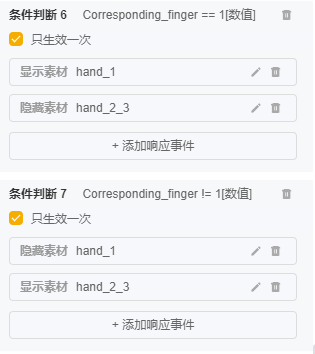 条件判断 6 Corresponding_finger == 1[数值]
只生效一次
显示素材 hand_1
隐藏素材 hand_2_3
+ 添加响应事件
条件判断 7 Corresponding_finger != 1[数值]
只生效一次
隐藏素材 hand_1
显示素材 hand_2_3
+ 添加响应事件